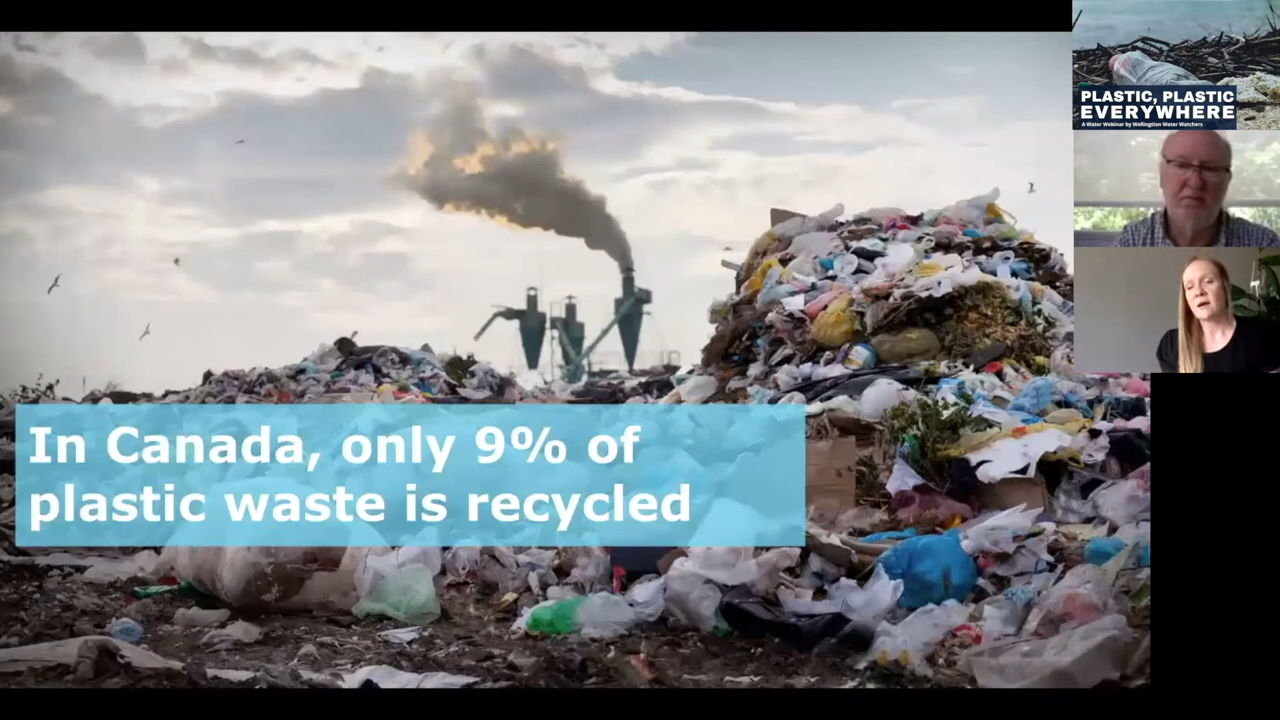 In Canada, only 9% of
plastic waste is recycled
PLASTIC, PLASTIC
EVERYWHERE
A Water Webinar by Wellington Water Watchers